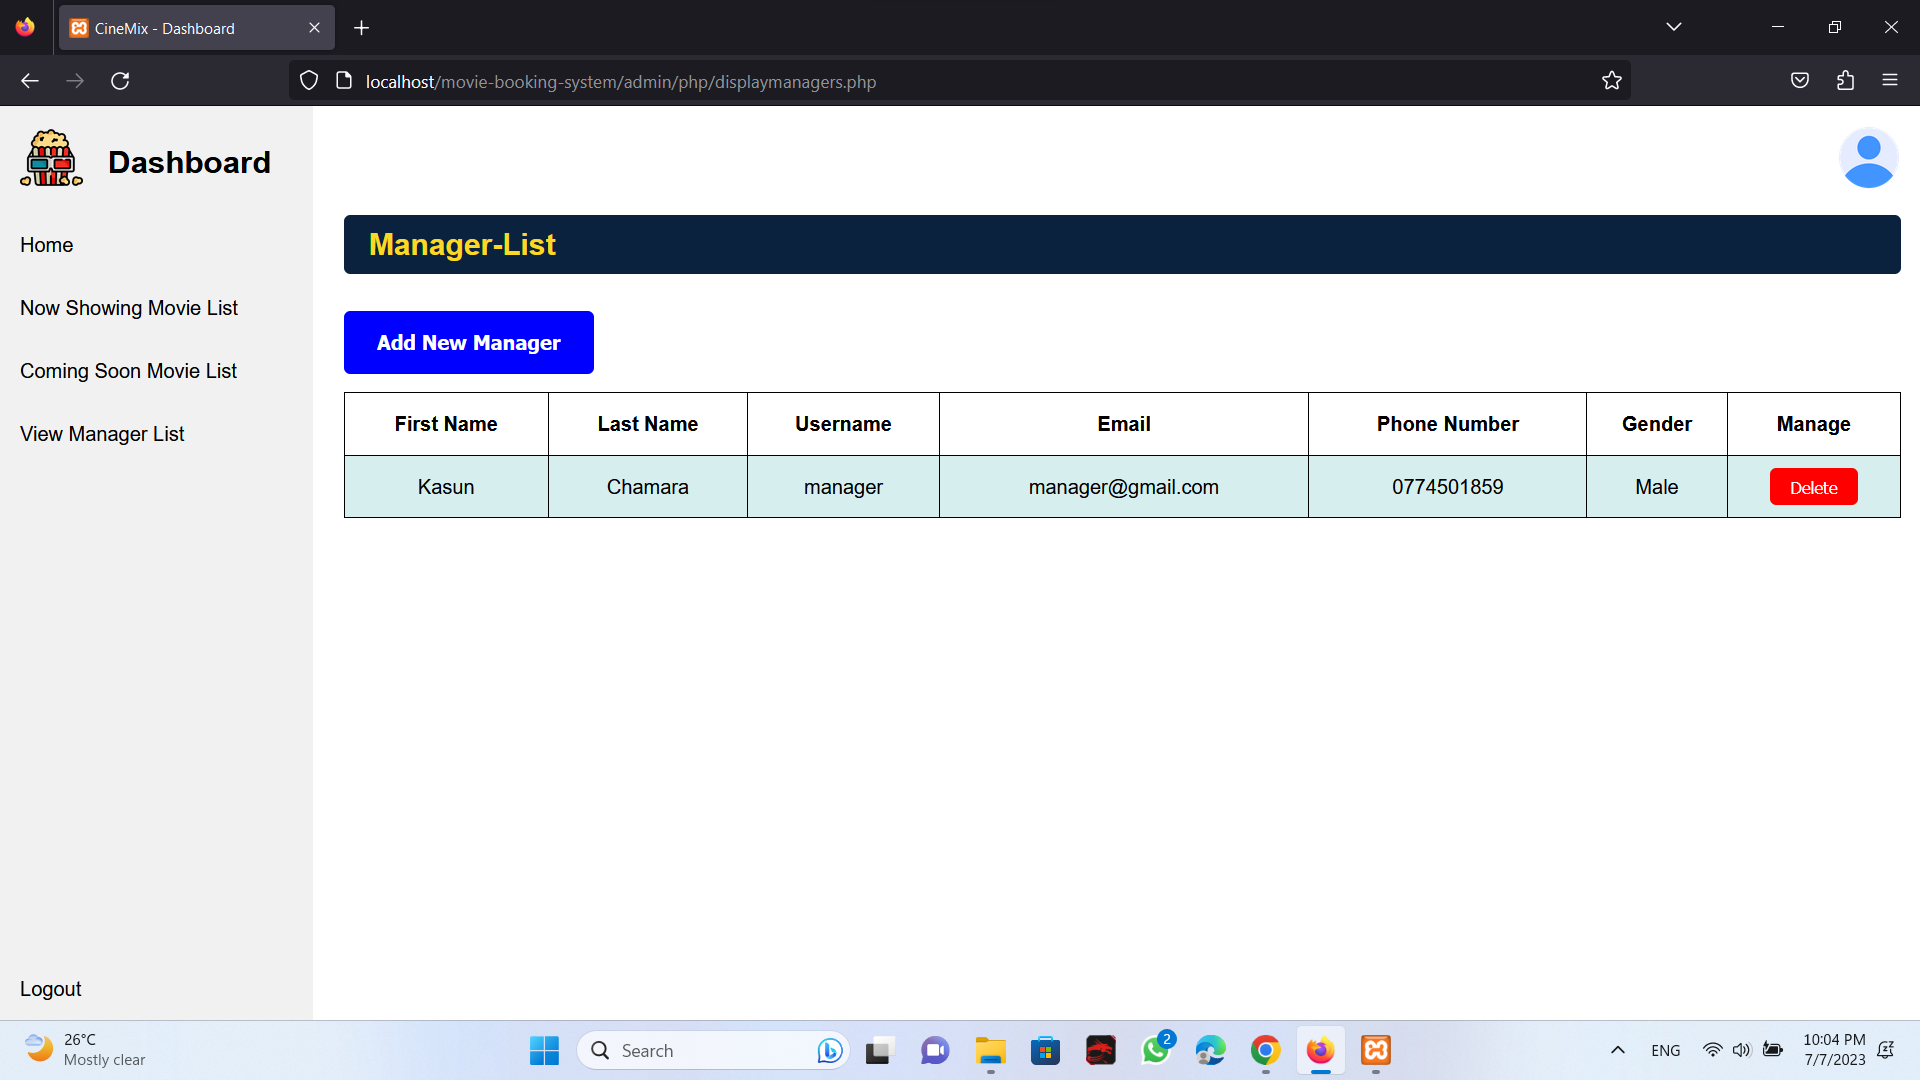 CineMix - Dashboard
localhost/movie-booking-system/admin/php/displaymanagers.php
Dashboard
Home
Now Showing Movie List
Coming Soon Movie List
View Manager List
Logout
Manager-List
Add New Manager
First Name Last Name Username Email Phone Number Gender Manage
Kasun Chamara manager manager@gmail.com 0774501859 Male Delete
26°C
Mostly clear
Search
2
ENG
10:04 PM
7/7/2023